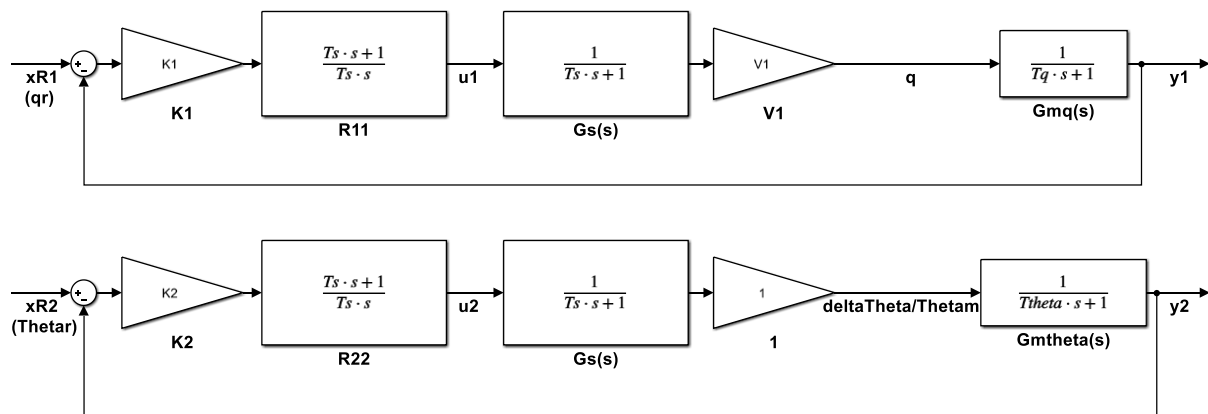 +
−
xR1
(qr)
K1
K1
Ts · s + 1
Ts · s
R11
u1
1
Ts · s + 1
Gs(s)
V1
V1
q
1
Tq · s + 1
Gmq(s)
y1
+
−
xR2
(Thetar)
K2
K2
Ts · s + 1
Ts · s
R22
u2
1
Ts · s + 1
Gs(s)
1
1
deltaTheta/Thetam
1
Ttheta · s + 1
Gmtheta(s)
y2